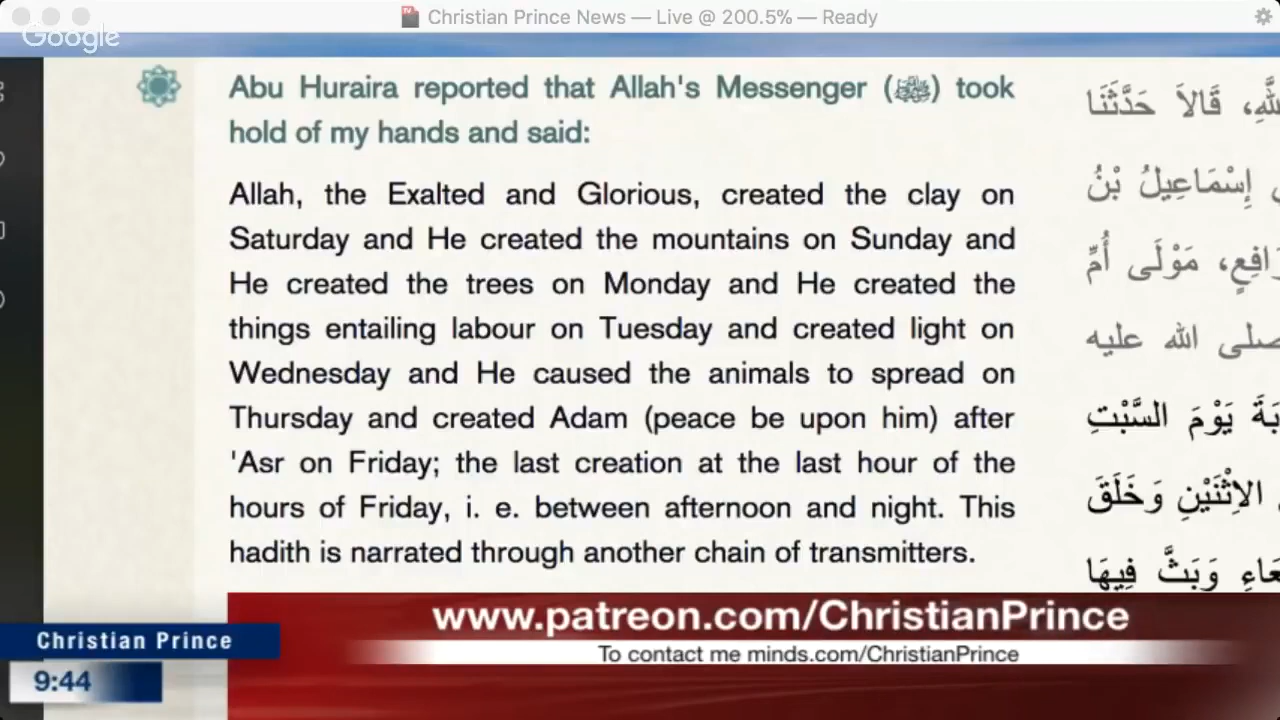 Christian Prince News — Live @ 200.5% — Ready
Google
Abu Huraira reported that Allah's Messenger (ﷺ) took
hold of my hands and said:
Allah, the Exalted and Glorious, created the clay on
Saturday and He created the mountains on Sunday and
He created the trees on Monday and He created the
things entailing labour on Tuesday and created light on
Wednesday and He caused the animals to spread on
Thursday and created Adam (peace be upon him) after
'Asr on Friday; the last creation at the last hour of the
hours of Friday, i. e. between afternoon and night. This
hadith is narrated through another chain of transmitters.
قَالاَ حَدَّثَنَا
إِسْمَاعِيلُ بْنُ
مَوْلَى أُمِّ
صلى الله عليه
يَوْمَ السَّبْتِ
الاِثْنَيْنِ وَخَلَقَ
وَبَثَّ فِيهَا
www.patreon.com/ChristianPrince
To contact me minds.com/ChristianPrince
Christian Prince
9:44